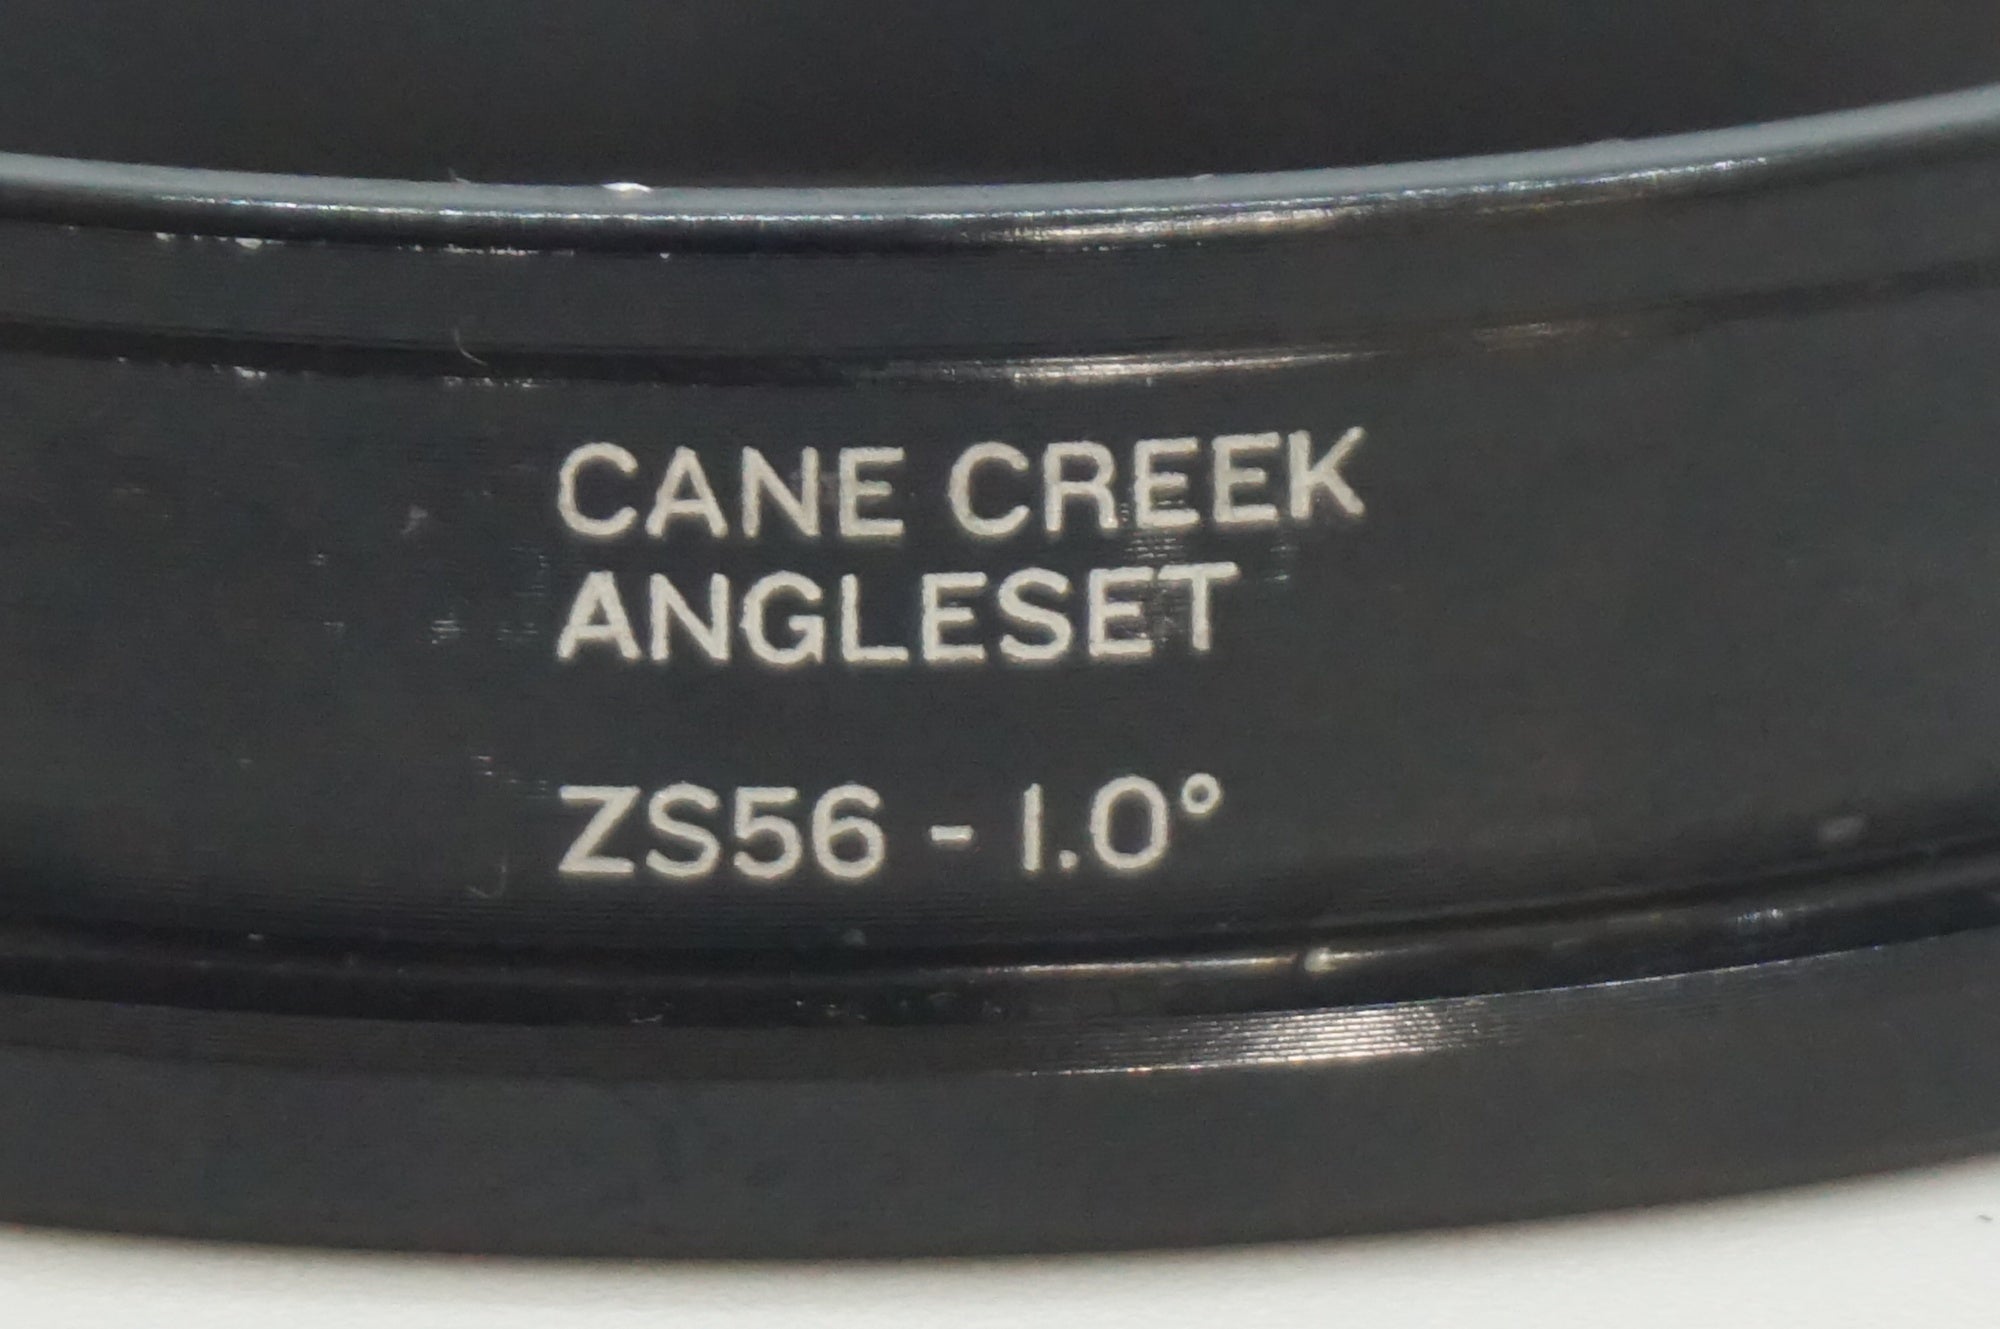 CANE CREEK
ANGLESET
ZS56 - 1.0°